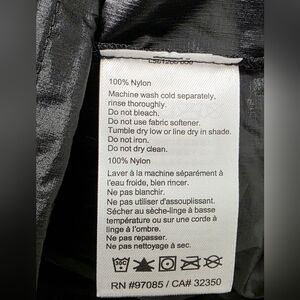 100% Nylon
Machine wash cold separately,
rinse thoroughly.
Do not bleach.
Do not use fabric softener.
Tumble dry low or line dry in shade.
Do not iron.
Do not dry clean.
100% Nylon
Laver à la machine séparément à
l'eau froide, bien rincer.
Ne pas blanchir.
Ne pas utiliser d'assouplissant.
Sécher au sèche-linge à basse
température ou sur une corde à
linge à l'ombre.
Ne pas repasser.
Ne pas nettoyage à sec.
RN #97085 / CA# 32350